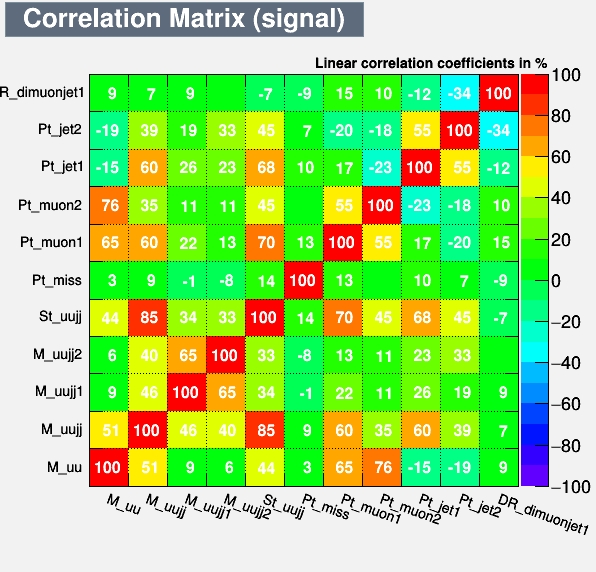 Correlation Matrix (signal)
Linear correlation coefficients in %
R_dimuonjet1 9 7 9 -7 -9 15 10 -12 -34 100
Pt_jet2 -19 39 19 33 45 7 -20 -18 55 100 -34
Pt_jet1 -15 60 26 23 68 10 17 -23 100 55 -12
Pt_muon2 76 35 11 11 45 55 100 -23 -18 10
Pt_muon1 65 60 22 13 70 13 100 55 17 -20 15
Pt_miss 3 9 -1 -8 14 100 13 10 7 -9
St_uujj 44 85 34 33 100 14 70 45 68 45 -7
M_uujj2 6 40 65 100 33 -8 13 11 23 33
M_uujj1 9 46 100 65 34 -1 22 11 26 19 9
M_uujj 51 100 46 40 85 9 60 35 60 39 7
M_uu 100 51 9 6 44 3 65 76 -15 -19 9
M_uu M_uujj M_uujj1 M_uujj2 St_uujj Pt_miss Pt_muon1 Pt_muon2 Pt_jet1 Pt_jet2 DR_dimuonjet1
100
80
60
40
20
0
−20
−40
−60
−80
−100